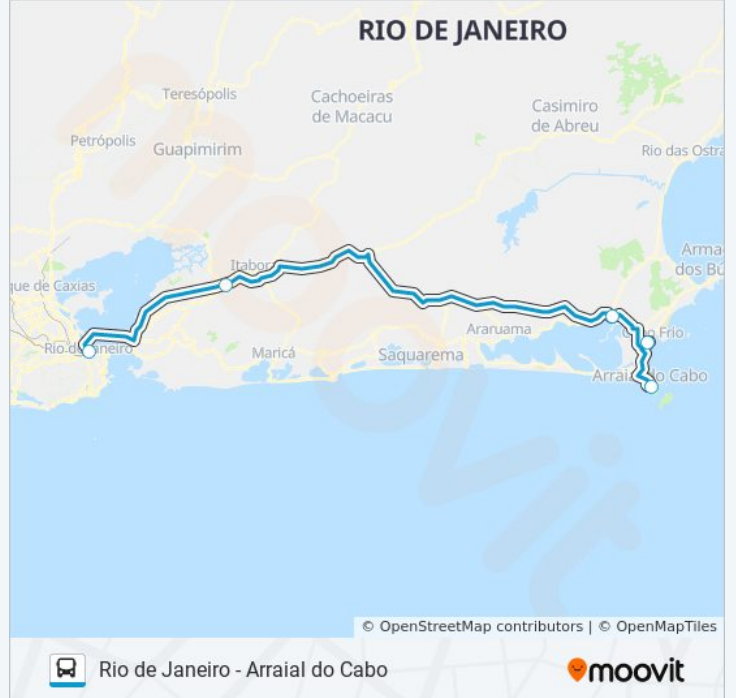 RIO DE JANEIRO
Teresópolis
Cachoeiras
de Macacu
Casimiro
de Abreu
Petrópolis
Guapimirim
Rio das Ostra
Arma
dos Bú
Itabor
que de Caxias
Rio de Janeiro
Maricá
Saquarema
Araruama
Cabo Frio
Arraial do Cabo
moovit
© OpenStreetMap contributors | © OpenMapTiles
Rio de Janeiro - Arraial do Cabo
moovit